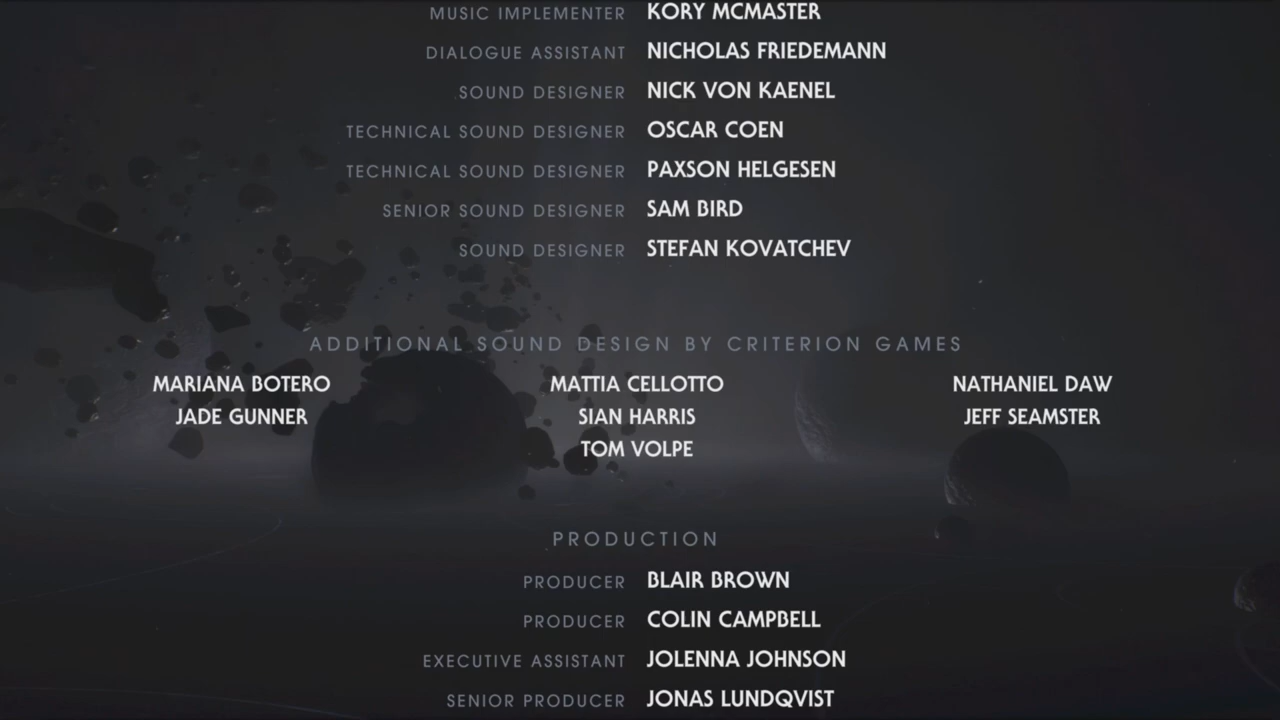 MUSIC IMPLEMENTER KORY MCMASTER
DIALOGUE ASSISTANT NICHOLAS FRIEDEMANN
SOUND DESIGNER NICK VON KAENEL
TECHNICAL SOUND DESIGNER OSCAR COEN
TECHNICAL SOUND DESIGNER PAXSON HELGESEN
SENIOR SOUND DESIGNER SAM BIRD
SOUND DESIGNER STEFAN KOVATCHEV
ADDITIONAL SOUND DESIGN BY CRITERION GAMES
MARIANA BOTERO MATTIA CELLOTTO NATHANIEL DAW
JADE GUNNER SIAN HARRIS JEFF SEAMSTER
TOM VOLPE
PRODUCTION
PRODUCER BLAIR BROWN
PRODUCER COLIN CAMPBELL
EXECUTIVE ASSISTANT JOLENNA JOHNSON
SENIOR PRODUCER JONAS LUNDQVIST